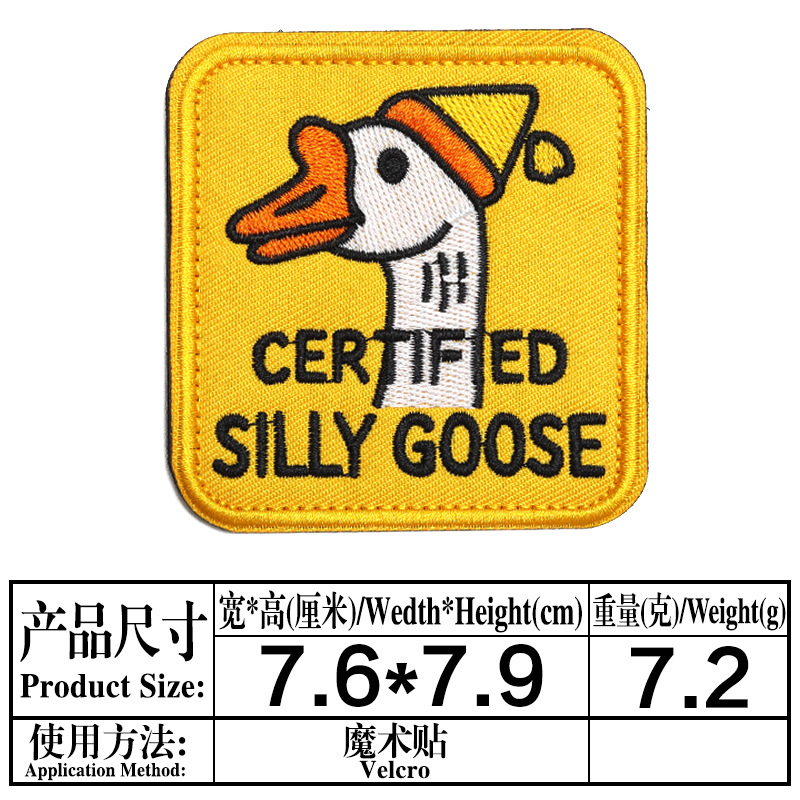 CERTIFIED
SILLY GOOSE
产品尺寸
Product Size:
宽*高(厘米)/Wedth*Height(cm)
重量(克)/Weight(g)
7.6*7.9
7.2
使用方法:
Application Method:
魔术贴
Velcro